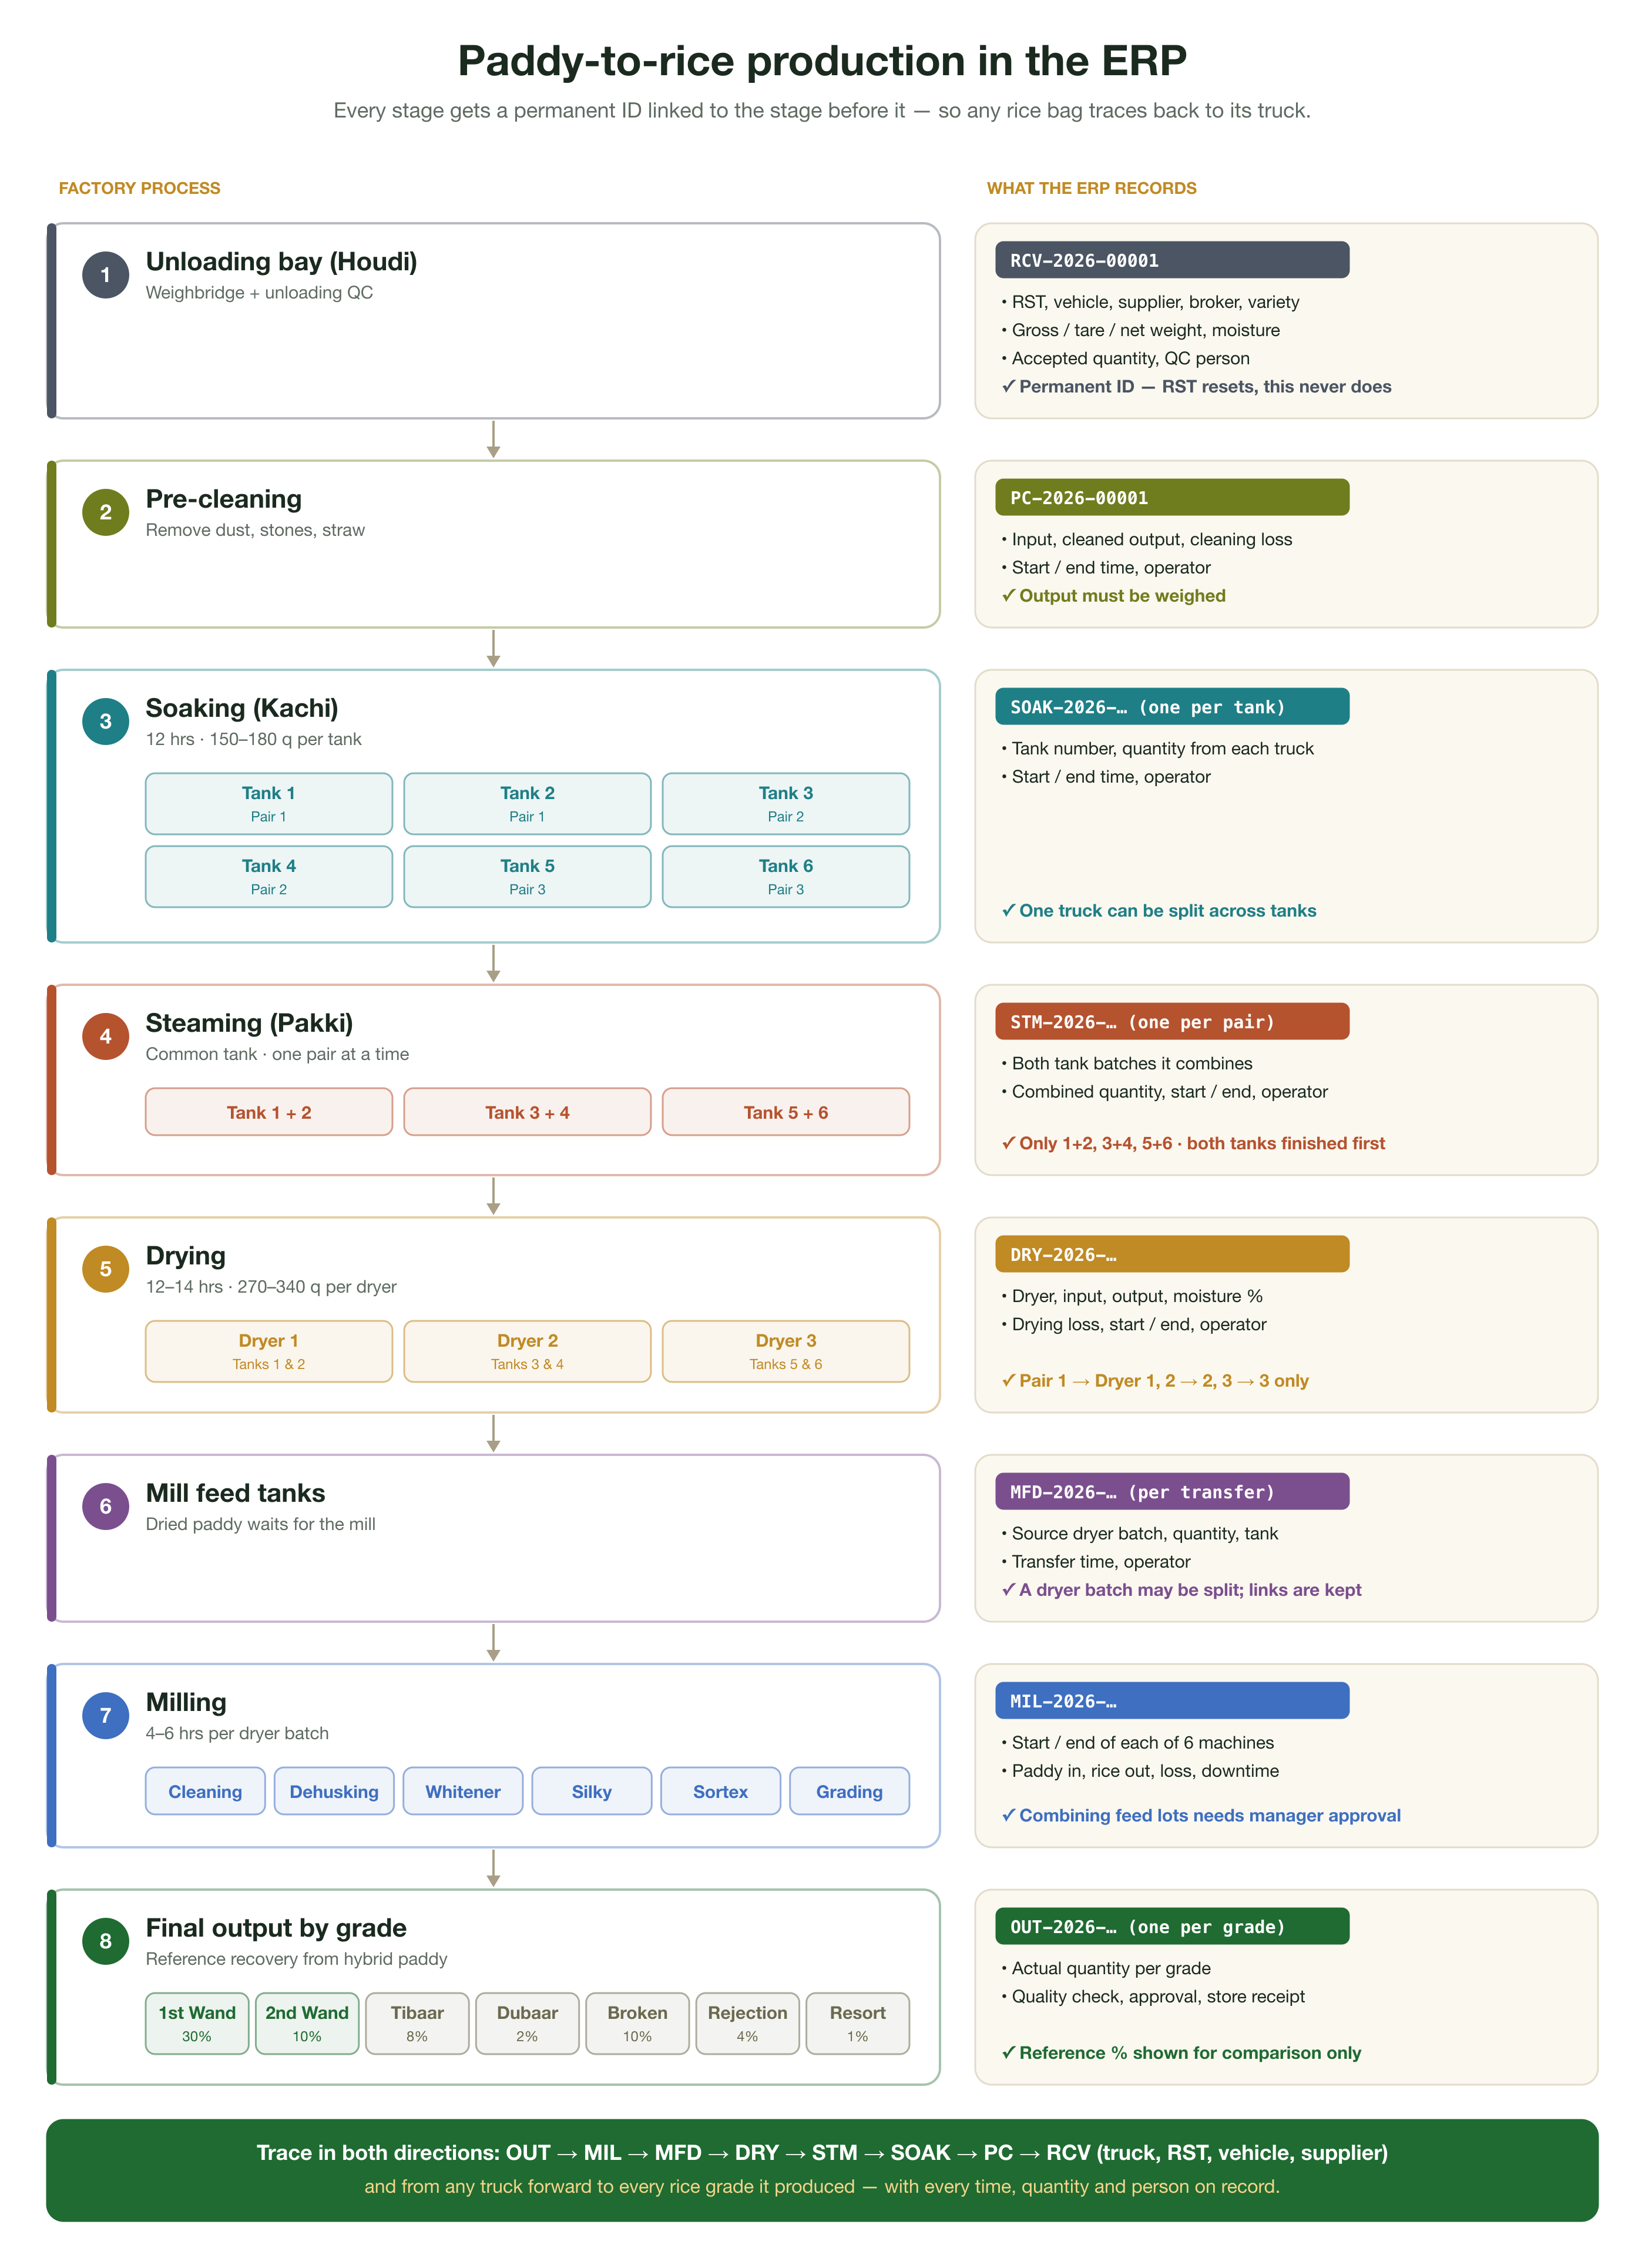 Paddy-to-rice production in the ERP
Every stage gets a permanent ID linked to the stage before it — so any rice bag traces back to its truck.
FACTORY PROCESS
WHAT THE ERP RECORDS
1
Unloading bay (Houdi)
Weighbridge + unloading QC
RCV-2026-00001
• RST, vehicle, supplier, broker, variety
• Gross / tare / net weight, moisture
• Accepted quantity, QC person
✓ Permanent ID — RST resets, this never does
2
Pre-cleaning
Remove dust, stones, straw
PC-2026-00001
• Input, cleaned output, cleaning loss
• Start / end time, operator
✓ Output must be weighed
3
Soaking (Kachi)
12 hrs · 150–180 q per tank
Tank 1
Pair 1
Tank 2
Pair 1
Tank 3
Pair 2
Tank 4
Pair 2
Tank 5
Pair 3
Tank 6
Pair 3
SOAK-2026-… (one per tank)
• Tank number, quantity from each truck
• Start / end time, operator
✓ One truck can be split across tanks
4
Steaming (Pakki)
Common tank · one pair at a time
Tank 1 + 2
Tank 3 + 4
Tank 5 + 6
STM-2026-… (one per pair)
• Both tank batches it combines
• Combined quantity, start / end, operator
✓ Only 1+2, 3+4, 5+6 · both tanks finished first
5
Drying
12–14 hrs · 270–340 q per dryer
Dryer 1
Tanks 1 & 2
Dryer 2
Tanks 3 & 4
Dryer 3
Tanks 5 & 6
DRY-2026-…
• Dryer, input, output, moisture %
• Drying loss, start / end, operator
✓ Pair 1 → Dryer 1, 2 → 2, 3 → 3 only
6
Mill feed tanks
Dried paddy waits for the mill
MFD-2026-… (per transfer)
• Source dryer batch, quantity, tank
• Transfer time, operator
✓ A dryer batch may be split; links are kept
7
Milling
4–6 hrs per dryer batch
Cleaning
Dehusking
Whitener
Silky
Sortex
Grading
MIL-2026-…
• Start / end of each of 6 machines
• Paddy in, rice out, loss, downtime
✓ Combining feed lots needs manager approval
8
Final output by grade
Reference recovery from hybrid paddy
1st Wand
30%
2nd Wand
10%
Tibaar
8%
Dubaar
2%
Broken
10%
Rejection
4%
Resort
1%
OUT-2026-… (one per grade)
• Actual quantity per grade
• Quality check, approval, store receipt
✓ Reference % shown for comparison only
Trace in both directions: OUT → MIL → MFD → DRY → STM → SOAK → PC → RCV (truck, RST, vehicle, supplier)
and from any truck forward to every rice grade it produced — with every time, quantity and person on record.